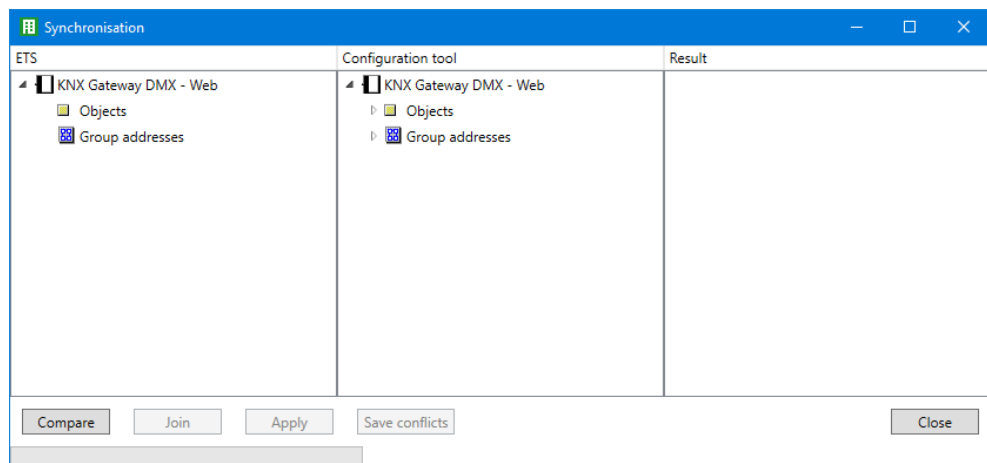 Synchronisation
ETS Configuration tool Result
KNX Gateway DMX - Web KNX Gateway DMX - Web
Objects Objects
Group addresses Group addresses
Compare Join Apply Save conflicts Close